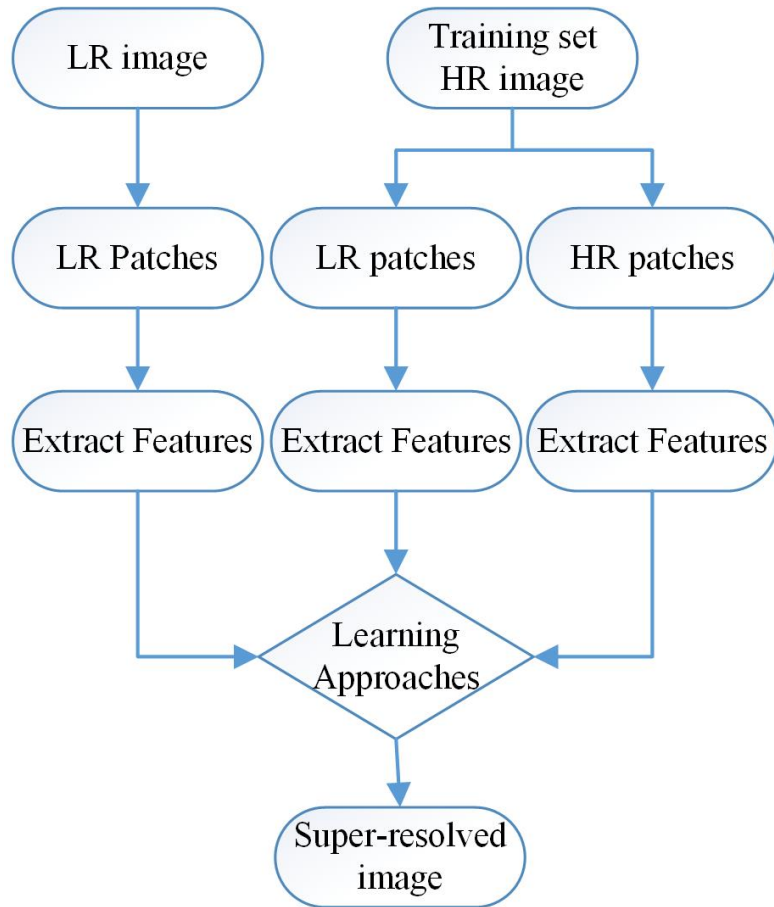 LR image
Training set
HR image
LR Patches
LR patches
HR patches
Extract Features
Extract Features
Extract Features
Learning
Approaches
Super-resolved
image